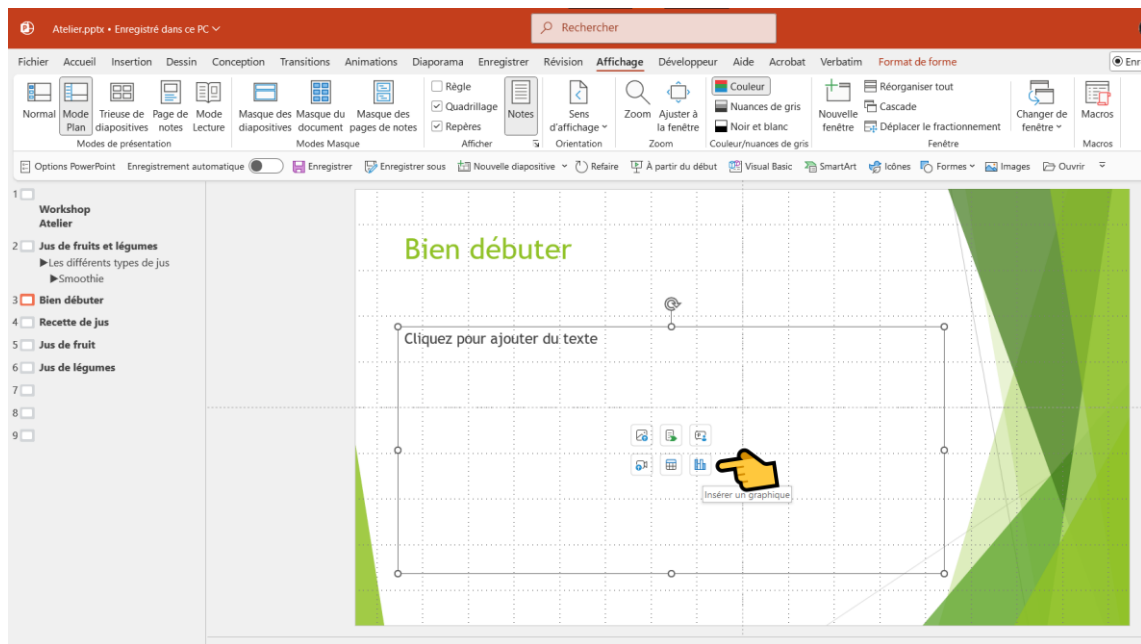 Atelier.pptx • Enregistré dans ce PC
Rechercher
Fichier Accueil Insertion Dessin Conception Transitions Animations Diaporama Enregistrer Révision Affichage Développeur Aide Acrobat Verbatim Format de forme Enr
Normal Mode Plan Trieuse de diapositives Page de notes Mode Lecture
Modes de présentation
Masque des diapositives Masque du document Masque des pages de notes
Modes Masque
Règle
Quadrillage
Repères
Notes
Afficher
Sens d'affichage
Orientation
Zoom Ajuster à la fenêtre
Zoom
Couleur
Nuances de gris
Noir et blanc
Couleur/nuances de gris
Nouvelle fenêtre
Réorganiser tout
Cascade
Déplacer le fractionnement
Changer de fenêtre
Fenêtre
Macros
Macros
Options PowerPoint Enregistrement automatique Enregistrer Enregistrer sous Nouvelle diapositive Refaire À partir du début Visual Basic SmartArt Icônes Formes Images Ouvrir
1
Workshop
Atelier
2 Jus de fruits et légumes
Les différents types de jus
Smoothie
3 Bien débuter
4 Recette de jus
5 Jus de fruit
6 Jus de légumes
7
8
9
Bien débuter
Cliquez pour ajouter du texte
Insérer un graphique